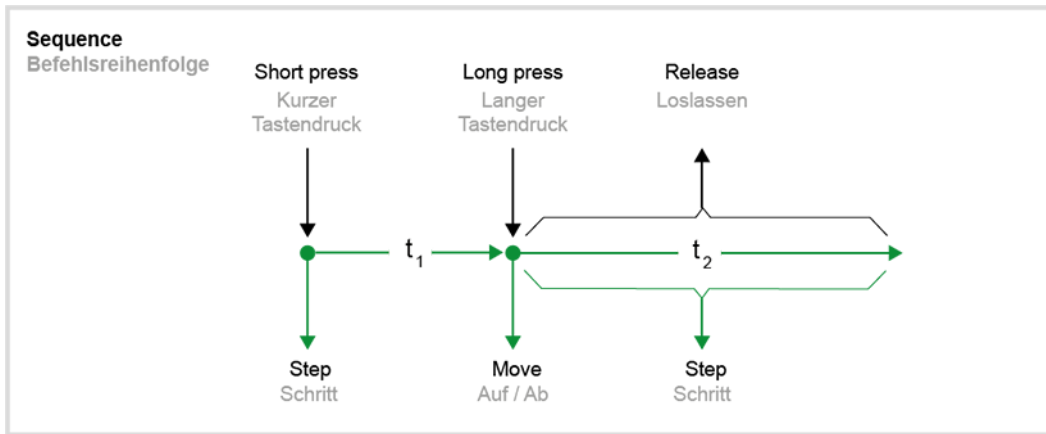 Sequence
Befehlsreihenfolge
Short press
Kurzer
Tastendruck
Long press
Langer
Tastendruck
Release
Loslassen
t1
t2
Step
Schritt
Move
Auf / Ab
Step
Schritt